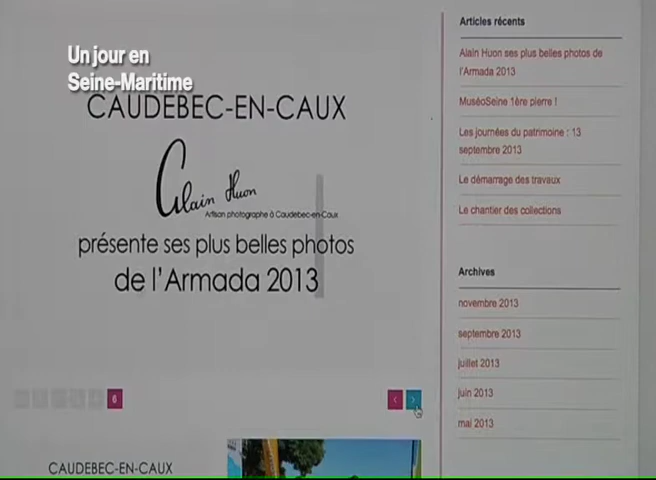 Un jour en
Seine-Maritime
CAUDEBEC-EN-CAUX
Alain Huon
Artisan photographe à Caudebec-en-Caux
présente ses plus belles photos
de l'Armada 2013
6
‹
›
CAUDEBEC-EN-CAUX
Articles récents
Alain Huon ses plus belles photos de
l'Armada 2013
MuséoSeine 1ère pierre !
Les journées du patrimoine : 13
septembre 2013
Le démarrage des travaux
Le chantier des collections
Archives
novembre 2013
septembre 2013
juillet 2013
juin 2013
mai 2013